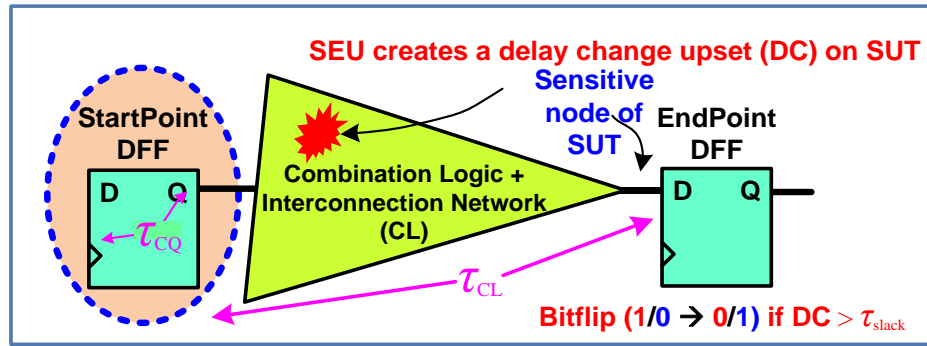 SEU creates a delay change upset (DC) on SUT
Sensitive
node of
SUT
StartPoint
DFF
EndPoint
DFF
D Q
τCQ
Combination Logic +
Interconnection Network
(CL)
D Q
τCL
Bitflip (1/0 → 0/1) if DC > τslack